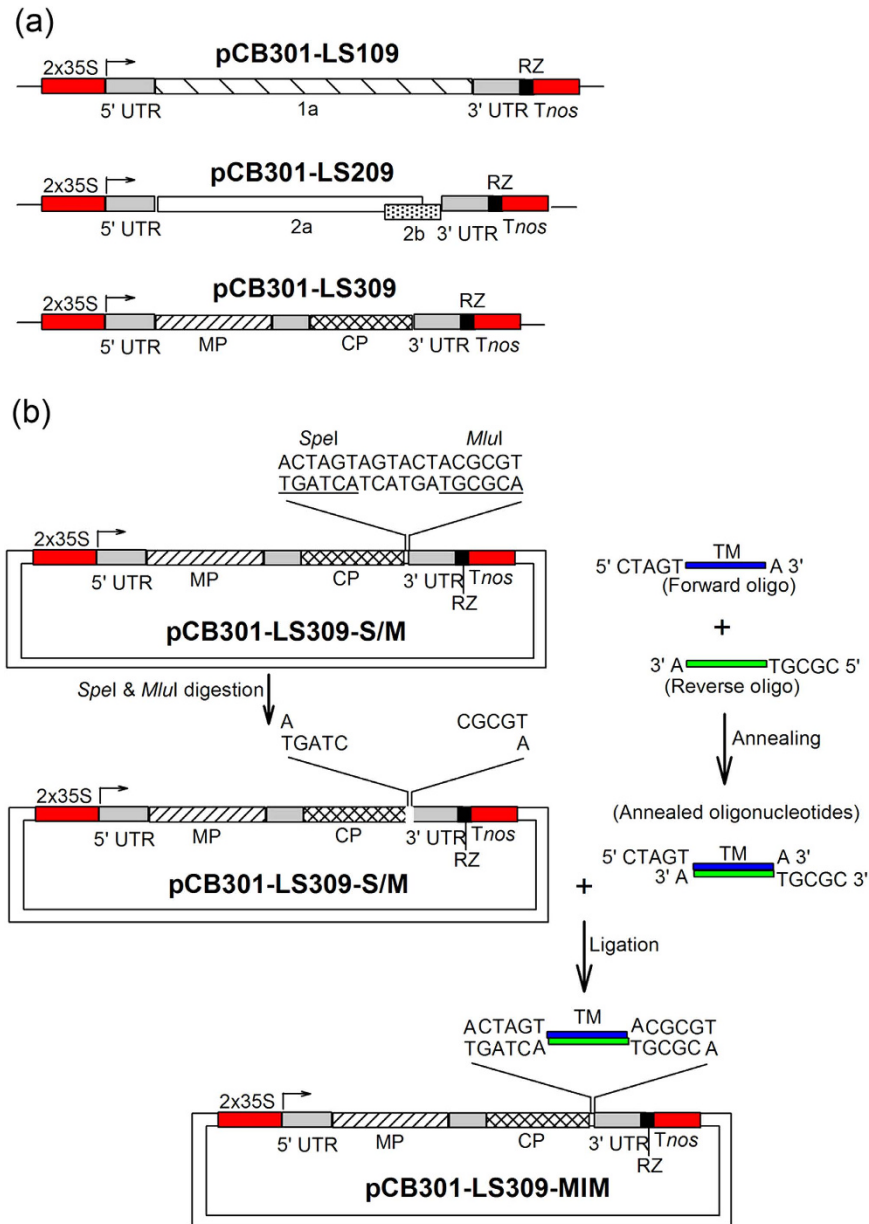 (a)
pCB301-LS109
2x35S
RZ
5' UTR
1a
3' UTR
Tnos
pCB301-LS209
2x35S
RZ
5' UTR
2a
2b
3' UTR
Tnos
pCB301-LS309
2x35S
RZ
5' UTR
MP
CP
3' UTR
Tnos
(b)
SpeI
MluI
ACTAGTAGTACTACGCGT
TGATCATCATGATGCGCA
2x35S
5' UTR
MP
CP
3' UTR
Tnos
RZ
pCB301-LS309-S/M
5' CTAGT
TM
A 3'
(Forward oligo)
+
3' A
TGCGC 5'
(Reverse oligo)
SpeI & MluI digestion
Annealing
A
CGCGT
TGATC
A
2x35S
5' UTR
MP
CP
3' UTR
Tnos
RZ
pCB301-LS309-S/M
(Annealed oligonucleotides)
5' CTAGT
TM
A 3'
3' A
TGCGC 3'
+
Ligation
ACTAGT
TM
ACGCGT
TGATCA
TGCGCA
2x35S
5' UTR
MP
CP
3' UTR
Tnos
RZ
pCB301-LS309-MIM